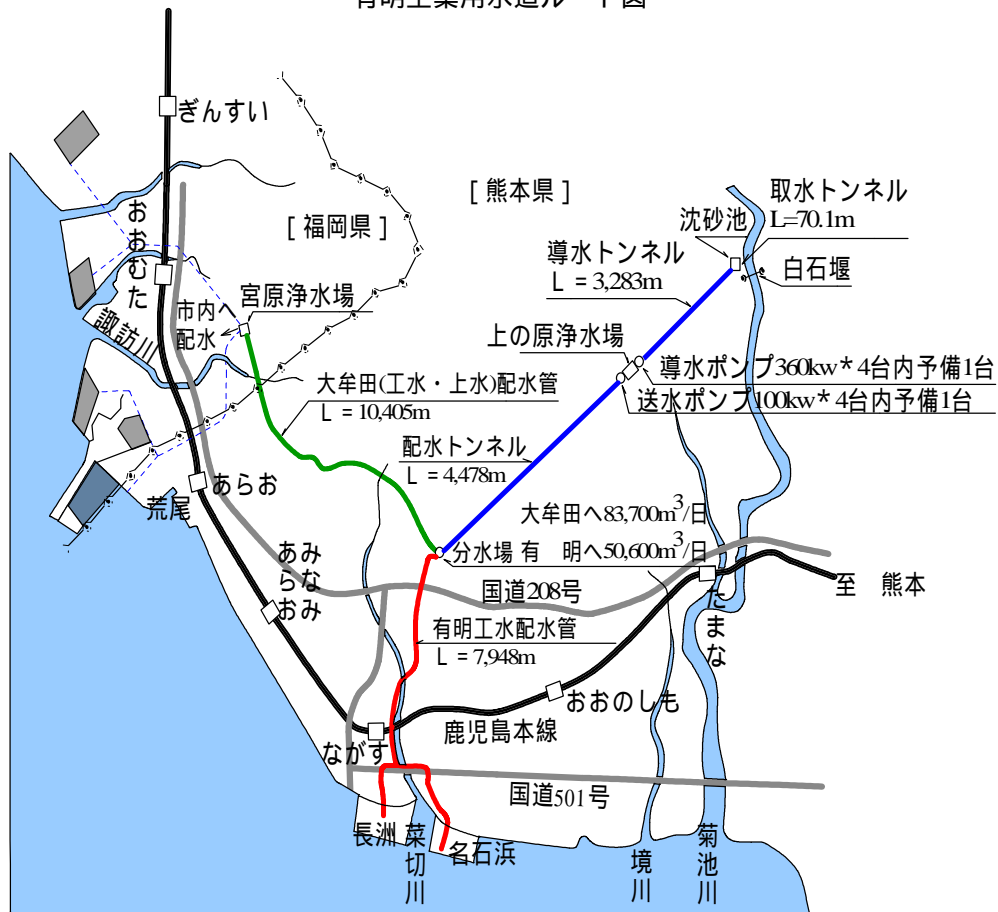 有明工業用水道ルート図
ぎんすい
[ 熊本県 ]
取水トンネル
L=70.1m
沈砂池
[ 福岡県 ]
おおむた
導水トンネル
L = 3,283m
白石堰
市内へ
配水
宮原浄水場
諏訪川
上の原浄水場
導水ポンプ360kw* 4台内予備1台
送水ポンプ100kw* 4台内予備1台
大牟田(工水・上水)配水管
L = 10,405m
配水トンネル
L = 4,478m
あらお
荒尾
大牟田へ83,700m³/日
分水場 有 明へ50,600m³/日
みなみ
あらお
国道208号
たまな
至 熊本
有明工水配水管
L = 7,948m
おおのしも
鹿児島本線
ながす
国道501号
長洲
菜切川
名石浜
境川
菊池川